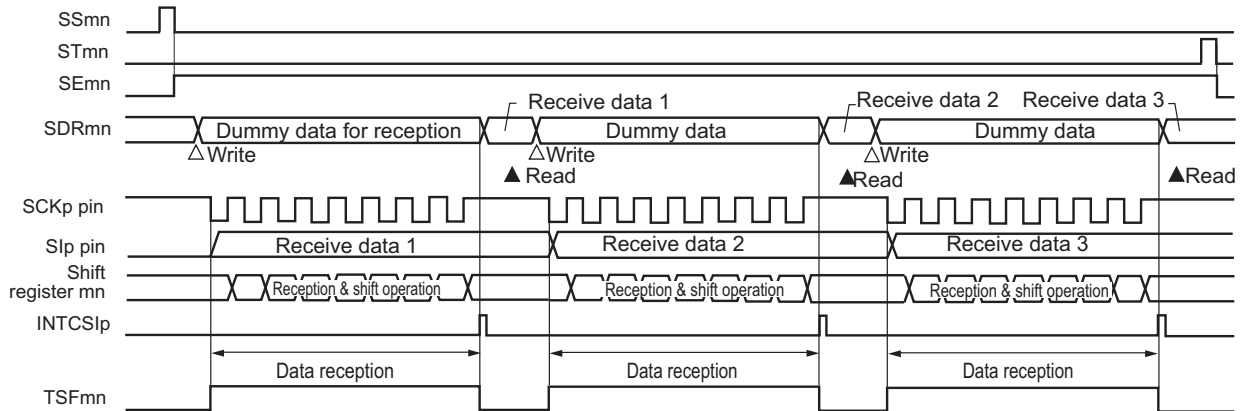 SSmn
STmn
SEmn
Receive data 1
Receive data 2 Receive data 3
SDRmn
Dummy data for reception
Dummy data
Dummy data
△Write
△Write
△Write
▲Read
▲Read
▲Read
SCKp pin
SIp pin
Receive data 1
Receive data 2
Receive data 3
Shift
register mn
Reception & shift operation
Reception & shift operation
Reception & shift operation
INTCSIp
Data reception
Data reception
Data reception
TSFmn